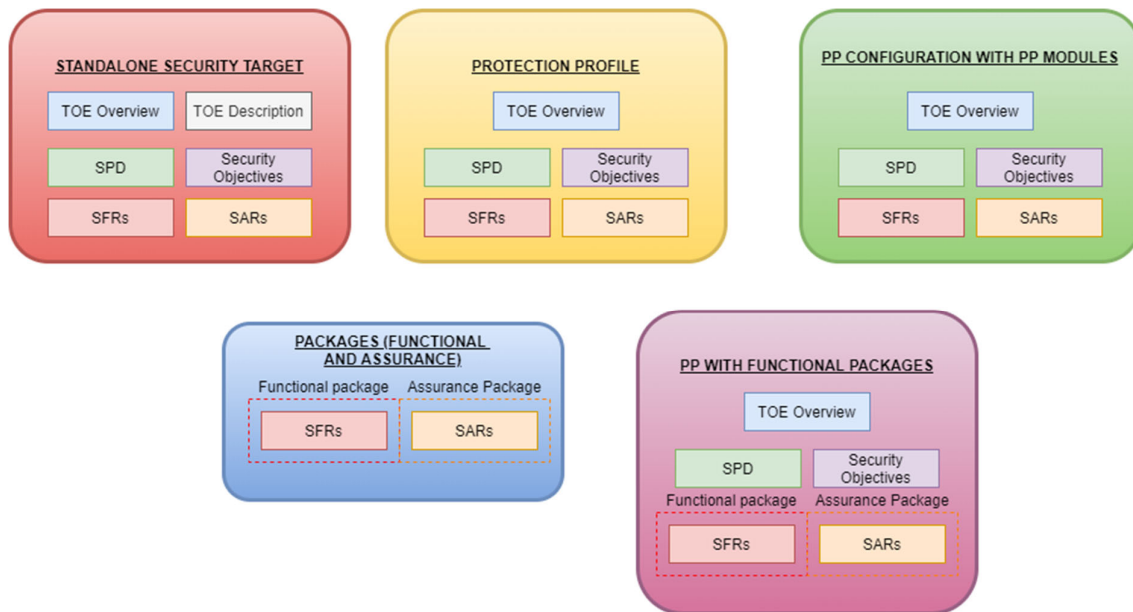 STANDALONE SECURITY TARGET
TOE Overview
TOE Description
SPD
Security
Objectives
SFRs
SARs
PROTECTION PROFILE
TOE Overview
SPD
Security
Objectives
SFRs
SARs
PP CONFIGURATION WITH PP MODULES
TOE Overview
SPD
Security
Objectives
SFRs
SARs
PACKAGES (FUNCTIONAL
AND ASSURANCE)
Functional package
Assurance Package
SFRs
SARs
PP WITH FUNCTIONAL PACKAGES
TOE Overview
SPD
Security
Objectives
Functional package
Assurance Package
SFRs
SARs